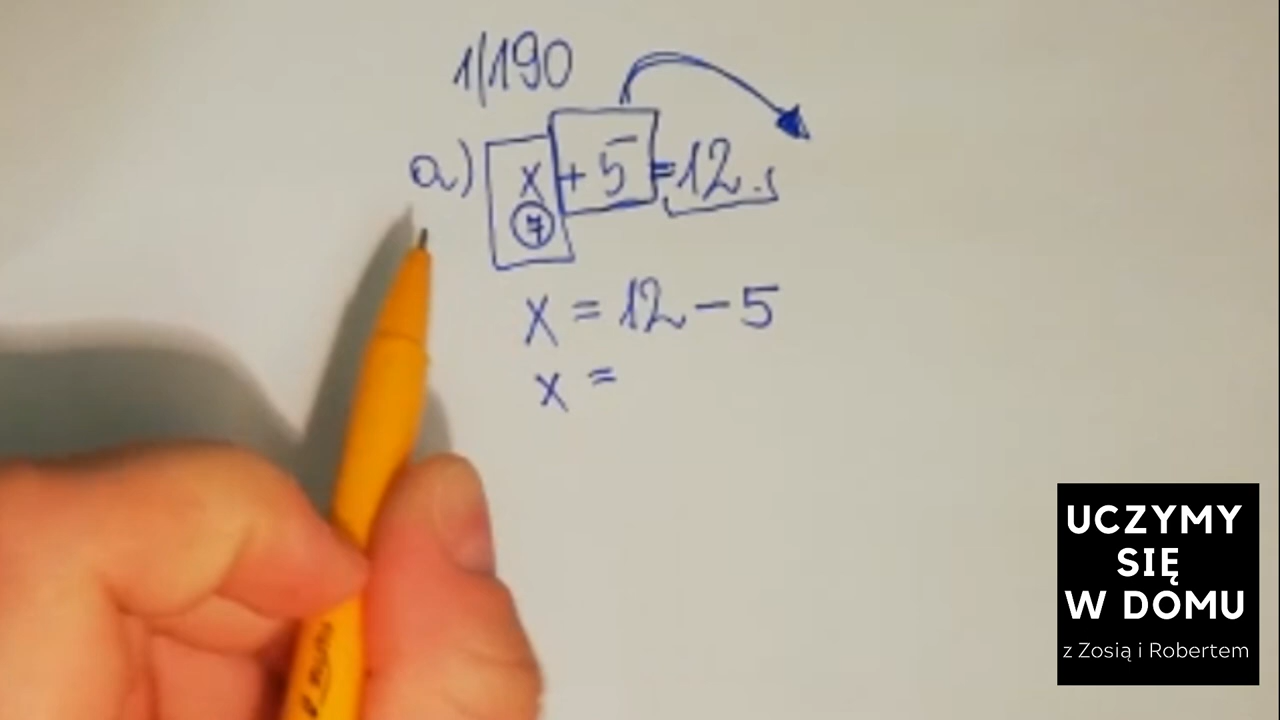 1/190
a) x + 5 = 12
7
x = 12 - 5
x =
UCZYMY
SIĘ
W DOMU
z Zosią i Robertem